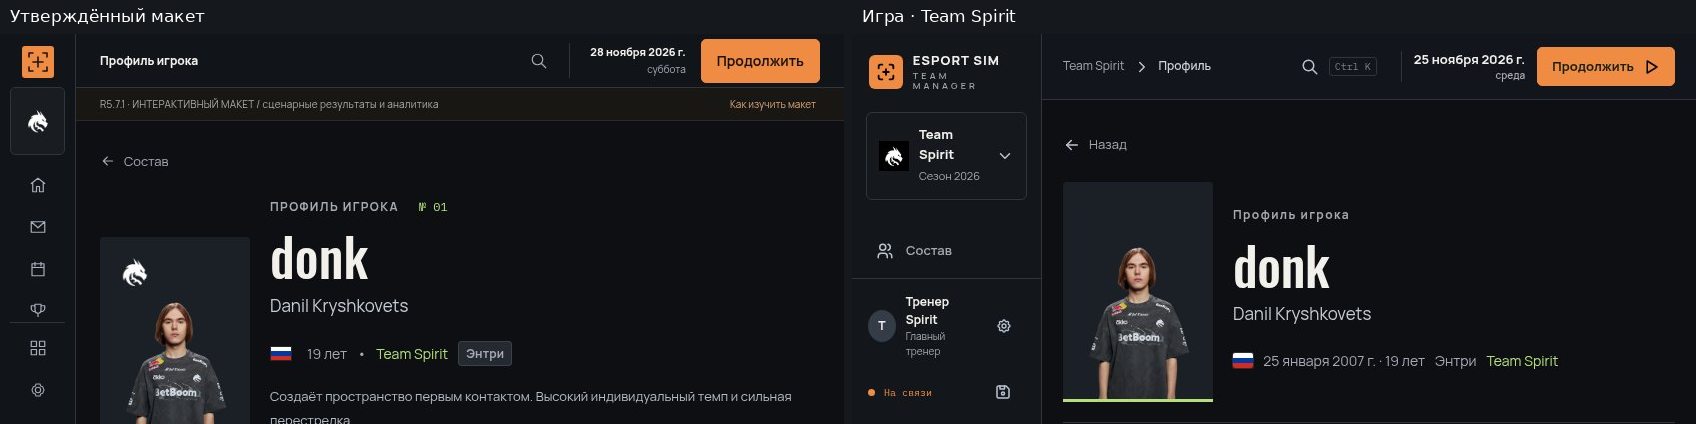 Утверждённый макет
Профиль игрока
28 ноября 2026 г.
суббота
Продолжить
R5.7.1 · ИНТЕРАКТИВНЫЙ МАКЕТ / сценарные результаты и аналитика
Как изучить макет
Состав
ПРОФИЛЬ ИГРОКА № 01
donk
Danil Kryshkovets
19 лет • Team Spirit Энтри
Создаёт пространство первым контактом. Высокий индивидуальный темп и сильная
перестрелка
BetBoom
Игра · Team Spirit
ESPORT SIM
TEAM
MANAGER
Team
Spirit
Сезон 2026
Состав
Тренер
Spirit
Главный
тренер
T
На связи
Team Spirit > Профиль
Ctrl K
25 ноября 2026 г.
среда
Продолжить
Назад
Профиль игрока
donk
Danil Kryshkovets
25 января 2007 г. · 19 лет Энтри Team Spirit
BetBoom